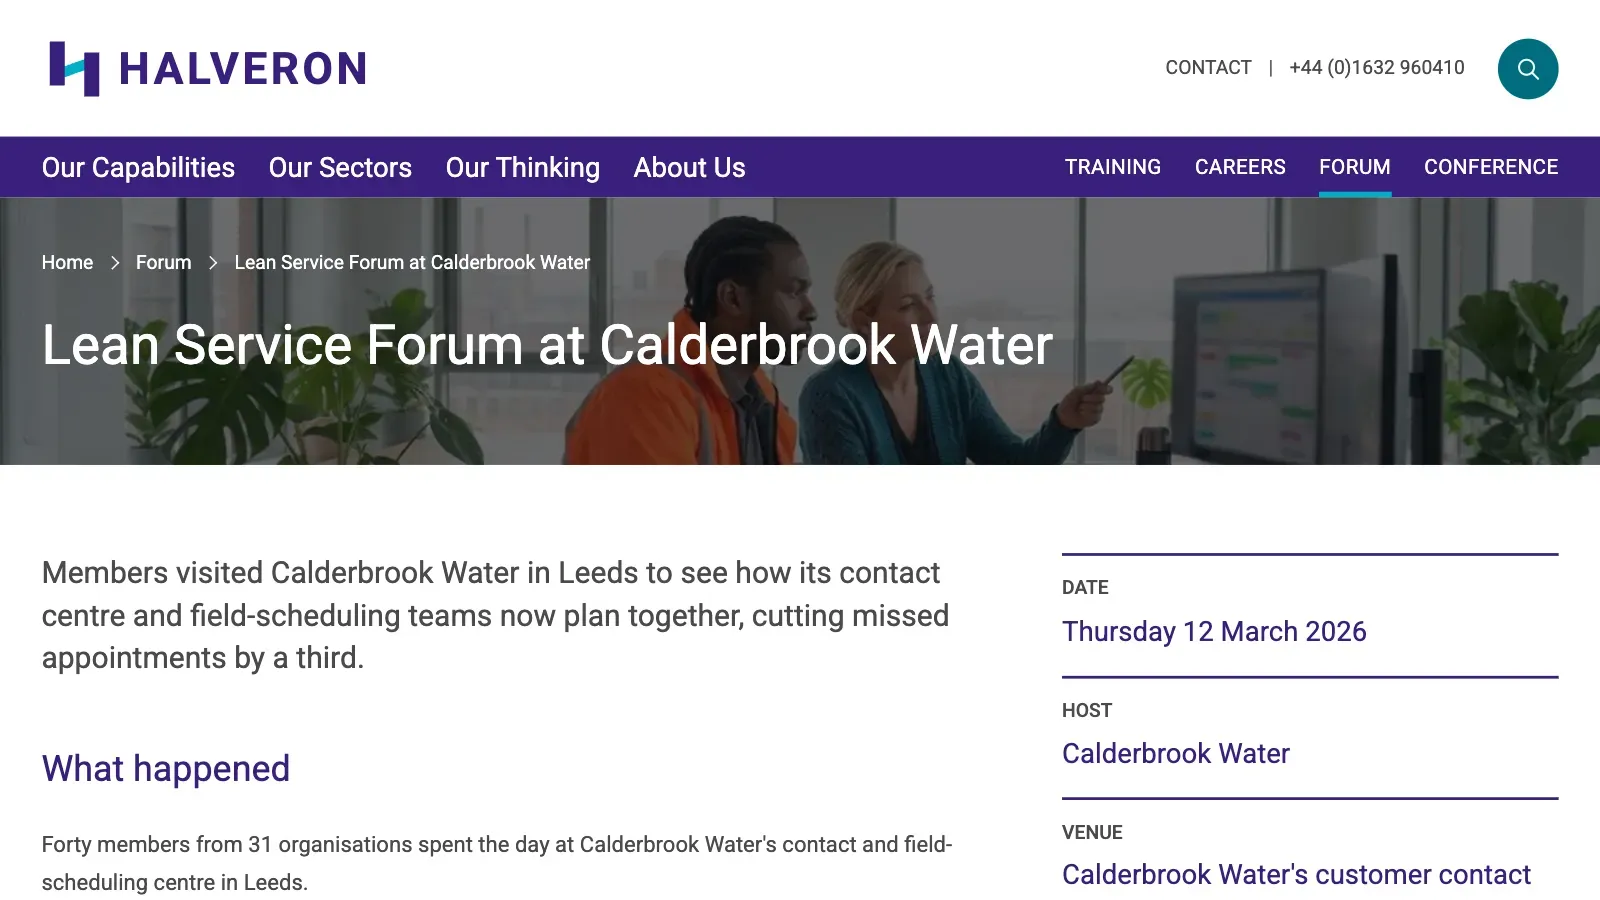 HALVERON
CONTACT | +44 (0)1632 960410
Our Capabilities Our Sectors Our Thinking About Us
TRAINING CAREERS FORUM CONFERENCE
Home > Forum > Lean Service Forum at Calderbrook Water
Lean Service Forum at Calderbrook Water
Members visited Calderbrook Water in Leeds to see how its contact
centre and field-scheduling teams now plan together, cutting missed
appointments by a third.
What happened
Forty members from 31 organisations spent the day at Calderbrook Water's contact and field-
scheduling centre in Leeds.
DATE
Thursday 12 March 2026
HOST
Calderbrook Water
VENUE
Calderbrook Water's customer contact